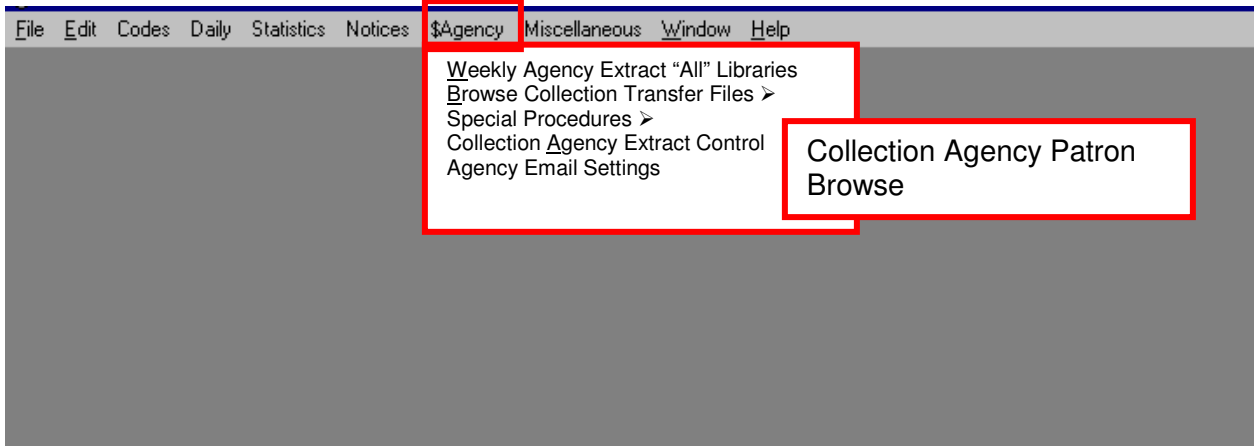 File Edit Codes Daily Statistics Notices $Agency Miscellaneous Window Help
Weekly Agency Extract “All” Libraries
Browse Collection Transfer Files ➢
Special Procedures ➢
Collection Agency Extract Control
Agency Email Settings
Collection Agency Patron
Browse